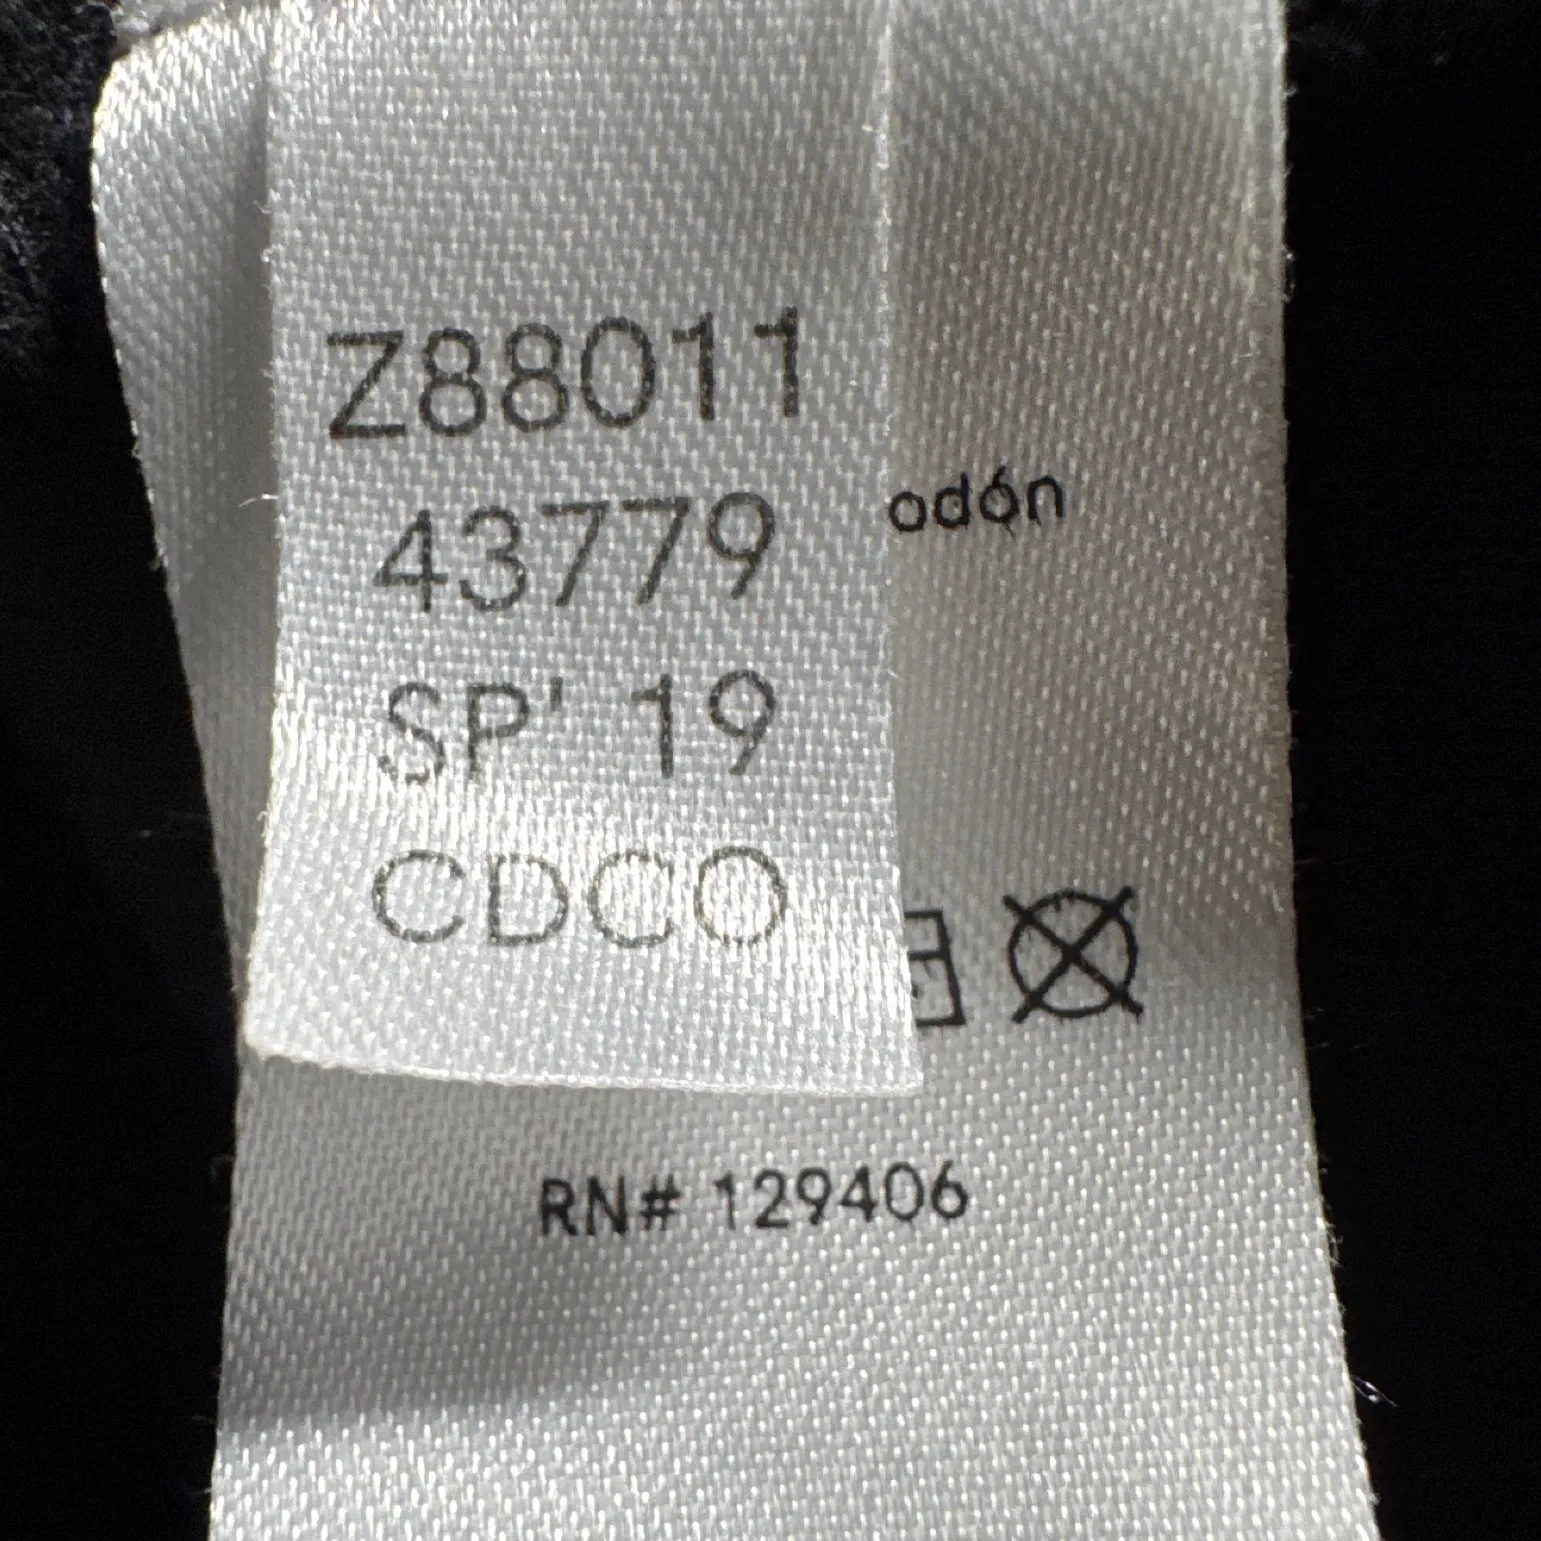 Z88011
43779
SP' 19
CDCO
odón
RN# 129406